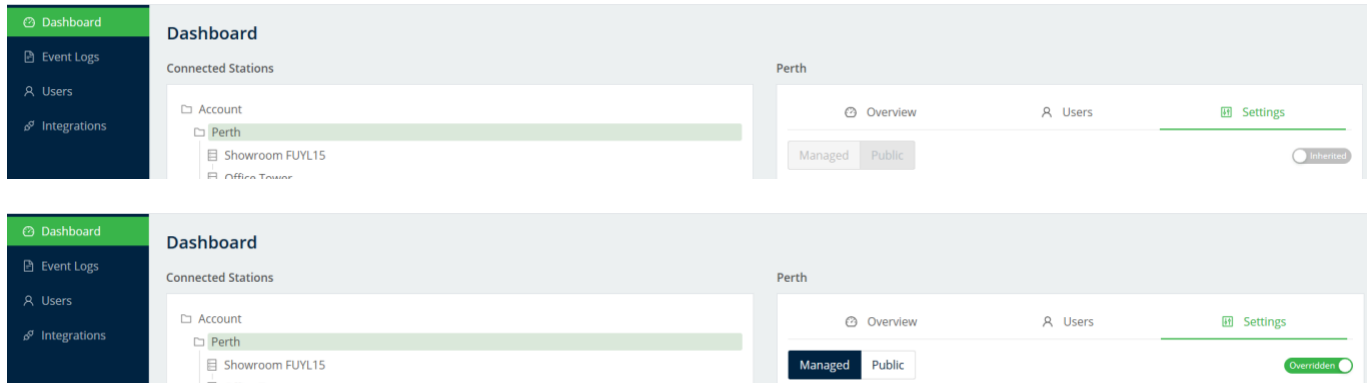 Dashboard
Event Logs
Users
Integrations
Dashboard
Connected Stations
Account
Perth
Showroom FUYL15
Office Tower
Perth
Overview Users Settings
Managed Public Inherited
Dashboard
Event Logs
Users
Integrations
Dashboard
Connected Stations
Account
Perth
Showroom FUYL15
Perth
Overview Users Settings
Managed Public Overridden